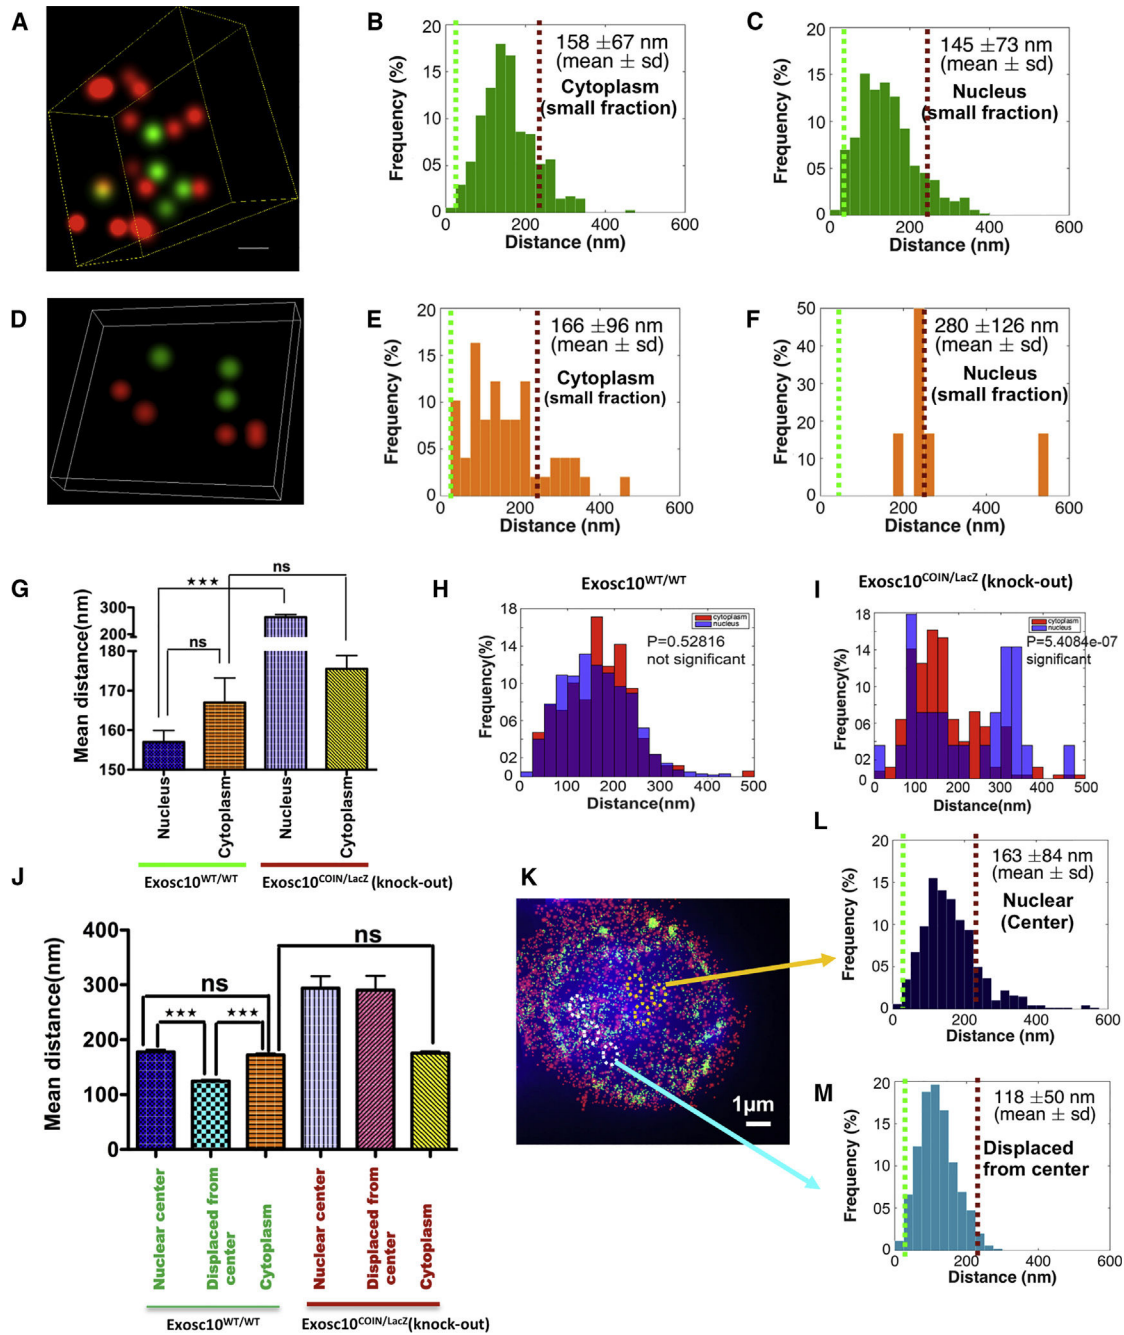 A
B
Frequency (%)
20
15
10
05
0
158 ±67 nm
(mean ± sd)
Cytoplasm
(small fraction)
0 200 400 600
Distance (nm)
C
Frequency (%)
20
15
10
05
0
145 ±73 nm
(mean ± sd)
Nucleus
(small fraction)
0 200 400 600
Distance (nm)
D
E
Frequency (%)
20
15
10
05
0
166 ±96 nm
(mean ± sd)
Cytoplasm
(small fraction)
0 200 400 600
Distance (nm)
F
Frequency (%)
50
40
30
20
10
0
280 ±126 nm
(mean ± sd)
Nucleus
(small fraction)
200 400 600
Distance (nm)
G
Mean distance(nm)
300
200
180
170
160
150
★★★
ns
ns
Nucleus
Cytoplasm
Nucleus
Cytoplasm
Exosc10WT/WT
Exosc10COIN/LacZ (knock-out)
H
Exosc10WT/WT
Frequency(%)
18
14
10
06
02
0
cytoplasm
nucleus
P=0.52816
not significant
0 100 200 300 400 500
Distance(nm)
I
Exosc10COIN/LacZ (knock-out)
Frequency(%)
18
14
10
06
02
0
cytoplasm
nucleus
P=5.4084e-07
significant
0 100 200 300 400 500
Distance(nm)
J
Mean distance(nm)
400
300
200
100
0
ns
★★★
★★★
ns
Nuclear center
Displaced from
center
Cytoplasm
Nuclear center
Displaced from
center
Cytoplasm
Exosc10WT/WT
Exosc10COIN/LacZ(knock-out)
K
1µm
L
Frequency (%)
20
15
10
05
0
163 ±84 nm
(mean ± sd)
Nuclear
(Center)
0 200 400 600
Distance (nm)
M
Frequency (%)
20
15
10
05
0
118 ±50 nm
(mean ± sd)
Displaced
from center
0 200 400 600
Distance (nm)